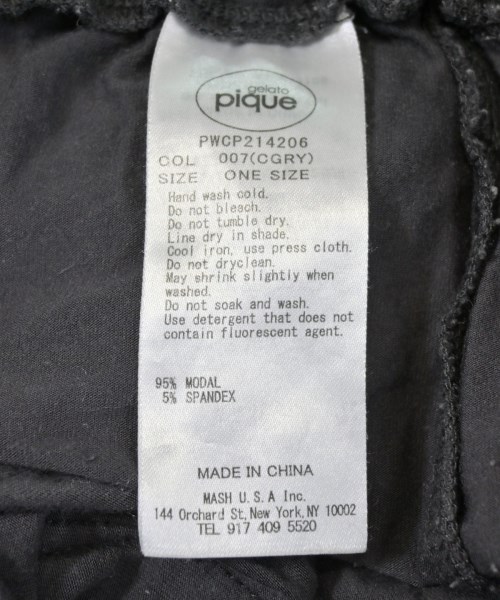 gelato
pique
PWCP214206
COL 007(CGRY)
SIZE ONE SIZE
Hand wash cold.
Do not bleach.
Do not tumble dry.
Line dry in shade.
Cool iron, use press cloth.
Do not dryclean.
May shrink slightly when
washed.
Do not soak and wash.
Use detergent that does not
contain fluorescent agent.
95% MODAL
5% SPANDEX
MADE IN CHINA
MASH U.S.A Inc.
144 Orchard St, New York, NY 10002
TEL 917 409 5520